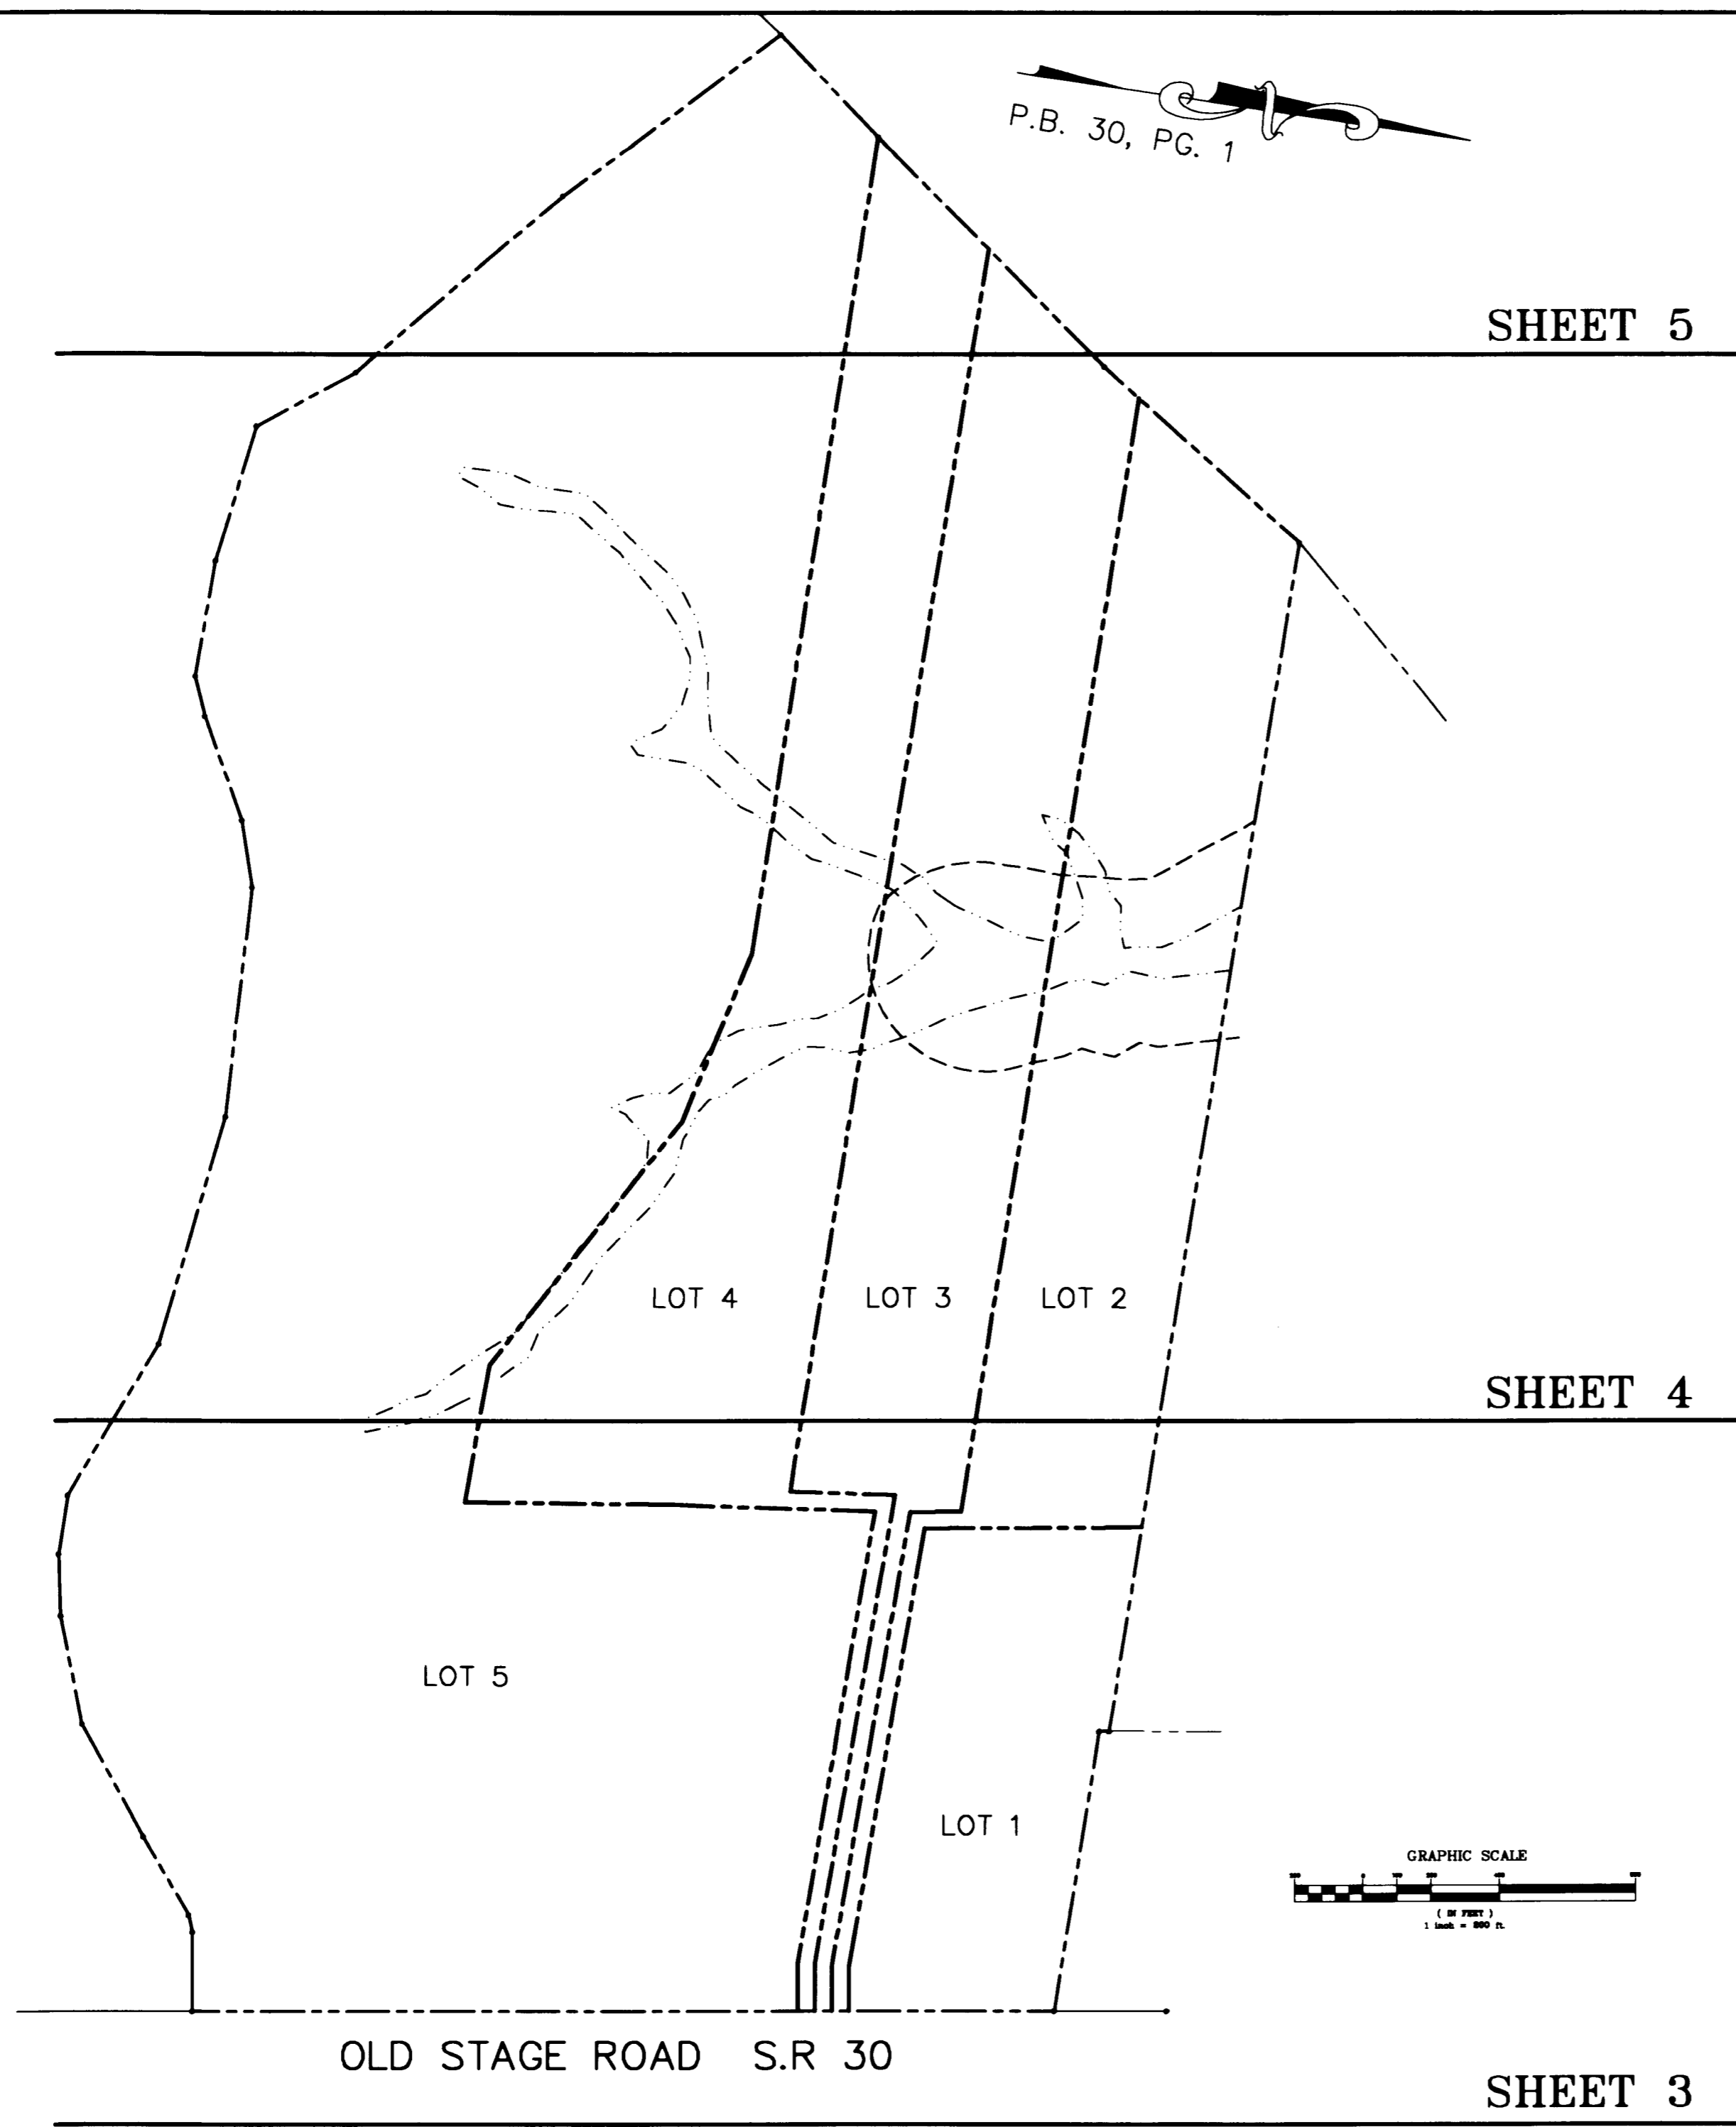 P.B. 30, PG. 1
SHEET 5
LOT 4
LOT 3
LOT 2
SHEET 4
LOT 5
LOT 1
GRAPHIC SCALE
( IN FEET )
OLD STAGE ROAD S.R 30
SHEET 3